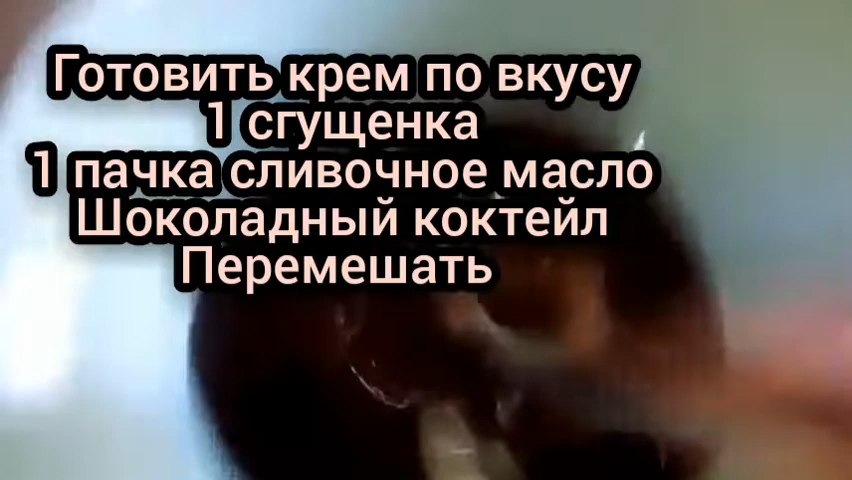 Готовить крем по вкусу
1 сгущенка
1 пачка сливочное масло
Шоколадный коктейл
Перемешать